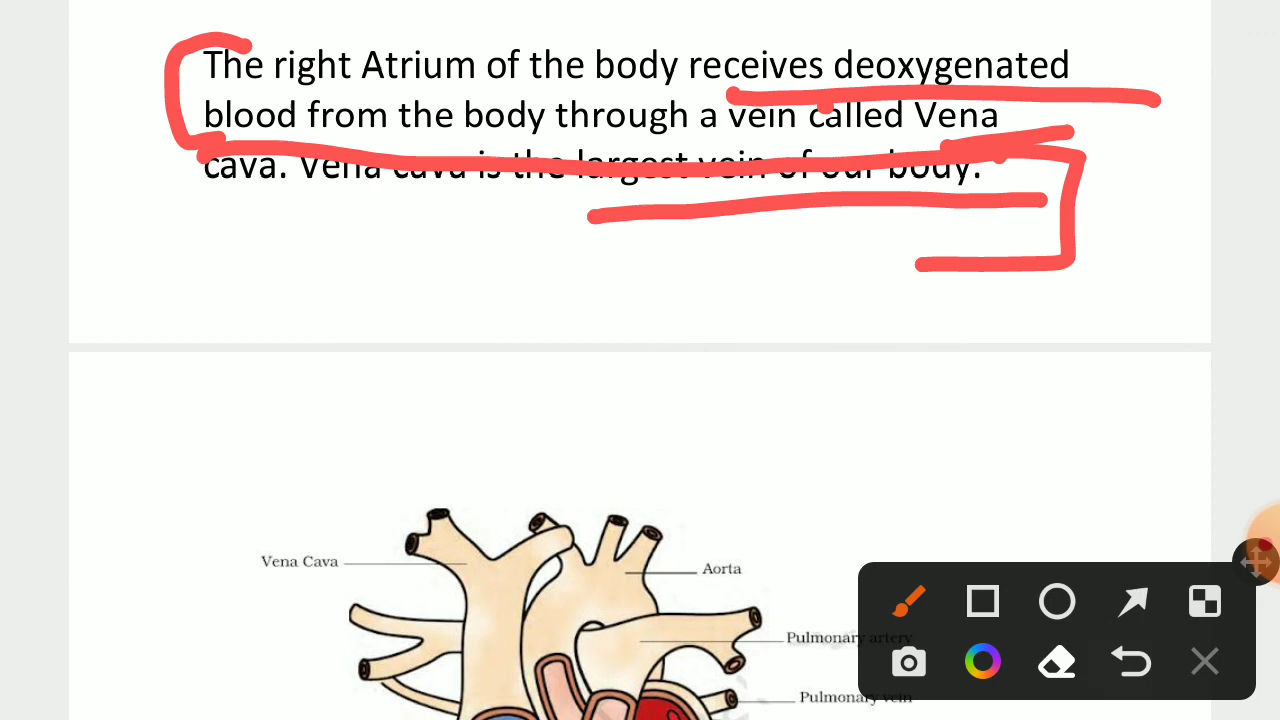 The right Atrium of the body receives deoxygenated
blood from the body through a vein called Vena
cava. Vena cava is the largest vein of our body.
Vena Cava
Aorta
Pulmonary artery
Pulmonary vein